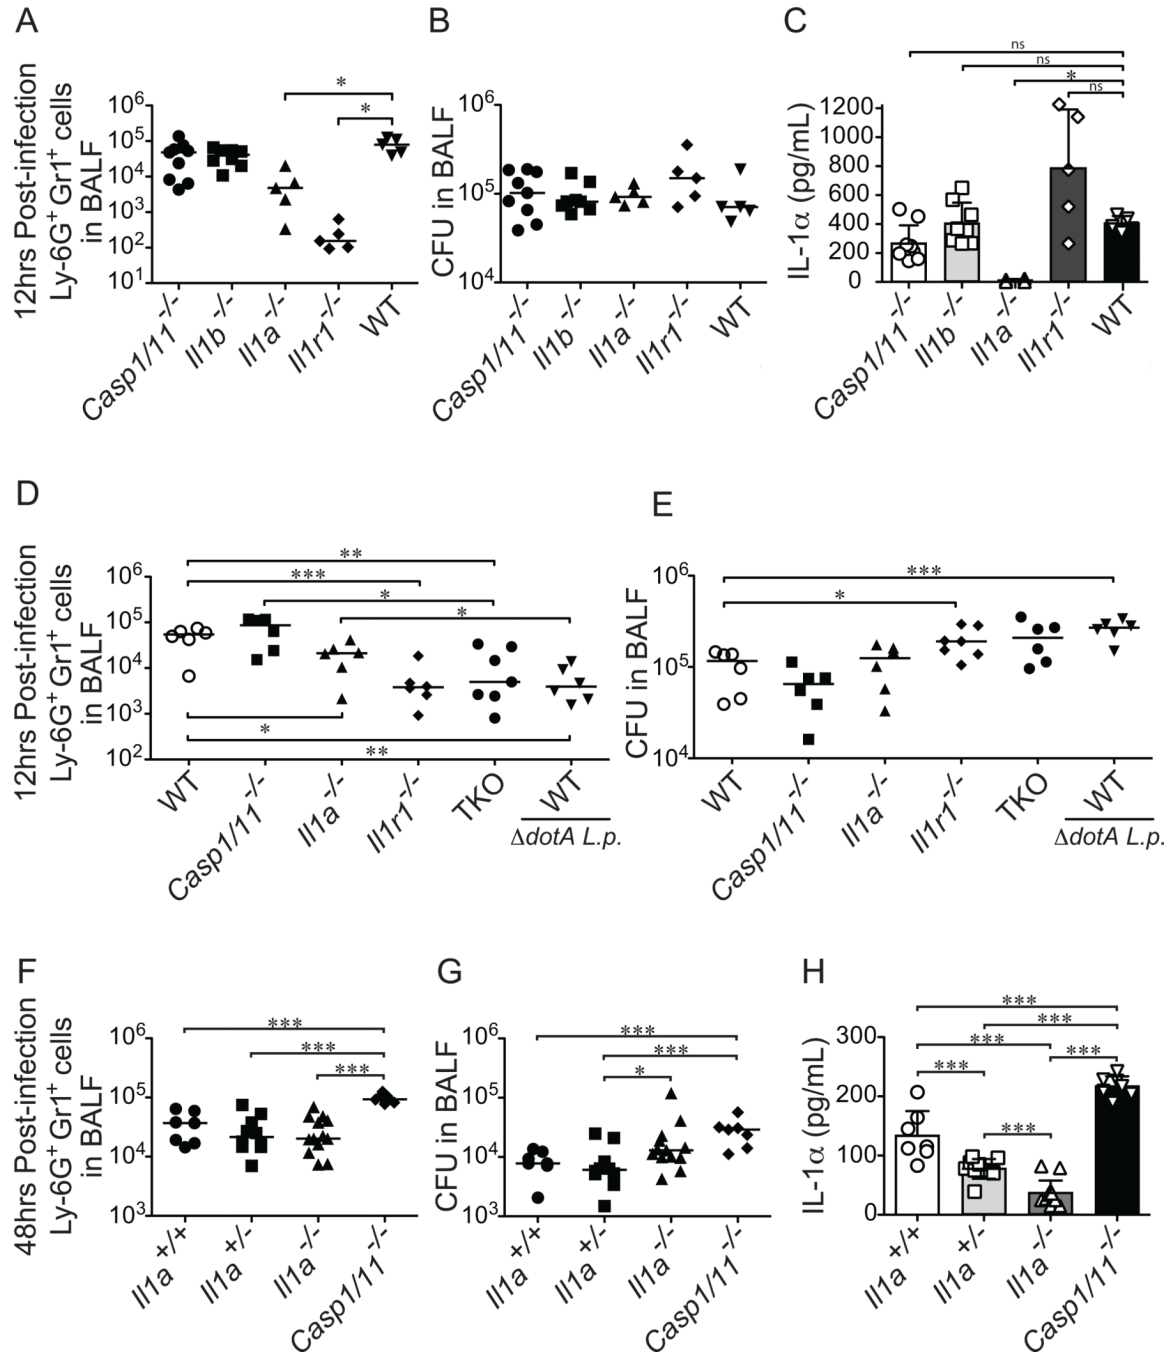 A
12hrs Post-infection
Ly-6G+ Gr1+ cells
in BALF
10^6
10^5
10^4
10^3
10^2
10^1
*
*
Casp1/11 -/-
Il1b -/-
Il1a -/-
Il1r1 -/-
WT
B
CFU in BALF
10^6
10^5
10^4
Casp1/11 -/-
Il1b -/-
Il1a -/-
Il1r1 -/-
WT
C
IL-1α (pg/mL)
1200
1000
800
600
400
200
0
ns
ns
*
ns
Casp1/11 -/-
Il1b -/-
Il1a -/-
Il1r1 -/-
WT
D
12hrs Post-infection
Ly-6G+ Gr1+ cells
in BALF
10^6
10^5
10^4
10^3
10^2
**
***
*
*
*
**
WT
Casp1/11 -/-
Il1a -/-
Il1r1 -/-
TKO
WT
ΔdotA L.p.
E
CFU in BALF
10^6
10^5
10^4
***
*
WT
Casp1/11 -/-
Il1a -/-
Il1r1 -/-
TKO
WT
ΔdotA L.p.
F
48hrs Post-infection
Ly-6G+ Gr1+ cells
in BALF
10^6
10^5
10^4
10^3
***
***
***
Il1a +/+
Il1a +/-
Il1a -/-
Casp1/11 -/-
G
CFU in BALF
10^6
10^5
10^4
10^3
***
***
*
Il1a +/+
Il1a +/-
Il1a -/-
Casp1/11 -/-
H
IL-1α (pg/mL)
300
200
100
0
***
***
***
***
***
***
Il1a +/+
Il1a +/-
Il1a -/-
Casp1/11 -/-